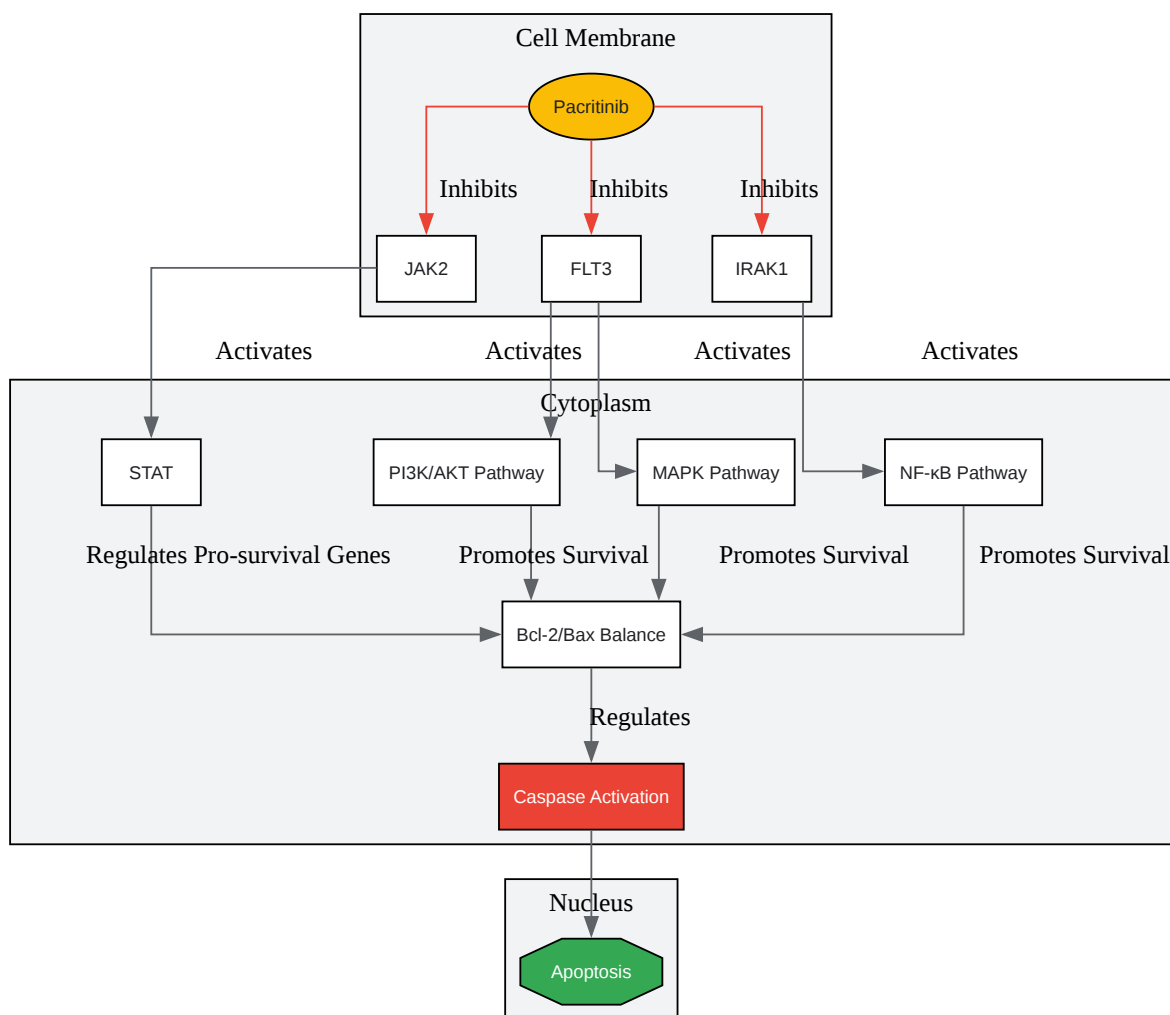 Cell Membrane
Pacritinib
Inhibits
Inhibits
Inhibits
JAK2
FLT3
IRAK1
Activates
Activates
Activates
Activates
Cytoplasm
STAT
PI3K/AKT Pathway
MAPK Pathway
NF-κB Pathway
Regulates Pro-survival Genes
Promotes Survival
Promotes Survival
Promotes Survival
Bcl-2/Bax Balance
Regulates
Caspase Activation
Nucleus
Apoptosis